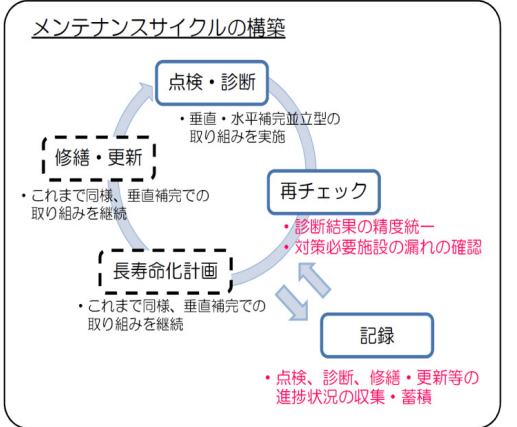 メンテナンスサイクルの構築
点検・診断
・垂直・水平補完並立型の
取り組みを実施
修繕・更新
・これまで同様、垂直補完での
取り組みを継続
再チェック
・診断結果の精度統一
・対策必要施設の漏れの確認
長寿命化計画
・これまで同様、垂直補完での
取り組みを継続
記録
・点検、診断、修繕・更新等の
進捗状況の収集・蓄積